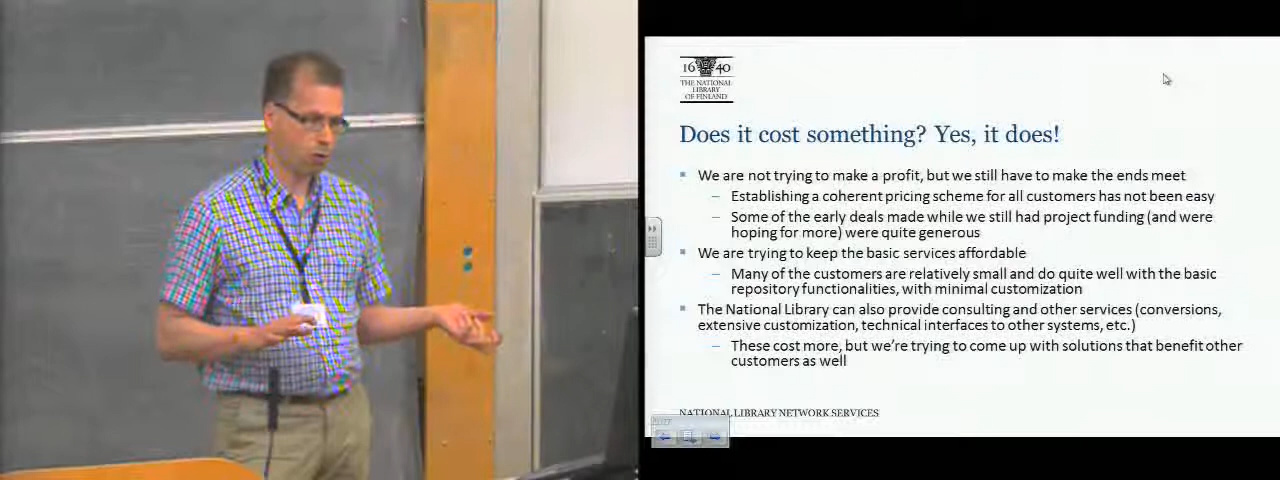 16 40
THE NATIONAL
LIBRARY
OF FINLAND
Does it cost something? Yes, it does!
We are not trying to make a profit, but we still have to make the ends meet
– Establishing a coherent pricing scheme for all customers has not been easy
– Some of the early deals made while we still had project funding (and were
hoping for more) were quite generous
We are trying to keep the basic services affordable
– Many of the customers are relatively small and do quite well with the basic
repository functionalities, with minimal customization
The National Library can also provide consulting and other services (conversions,
extensive customization, technical interfaces to other systems, etc.)
– These cost more, but we’re trying to come up with solutions that benefit other
customers as well
NATIONAL LIBRARY NETWORK SERVICES